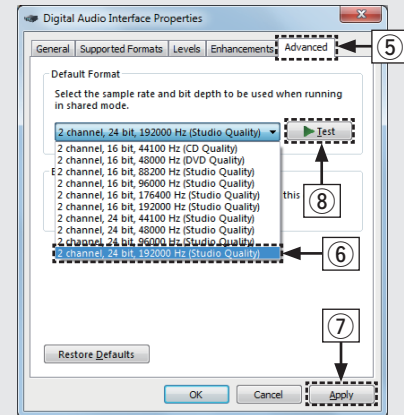 Digital Audio Interface Properties
General Supported Formats Levels Enhancements Advanced
⑤
Default Format
Select the sample rate and bit depth to be used when running
in shared mode.
2 channel, 24 bit, 192000 Hz (Studio Quality)
Test
2 channel, 16 bit, 44100 Hz (CD Quality)
2 channel, 16 bit, 48000 Hz (DVD Quality)
2 channel, 16 bit, 88200 Hz (Studio Quality)
2 channel, 16 bit, 96000 Hz (Studio Quality)
2 channel, 16 bit, 176400 Hz (Studio Quality)
this
2 channel, 16 bit, 192000 Hz (Studio Quality)
⑧
2 channel, 24 bit, 44100 Hz (Studio Quality)
2 channel, 24 bit, 48000 Hz (Studio Quality)
2 channel, 24 bit, 96000 Hz (Studio Quality)
2 channel, 24 bit, 192000 Hz (Studio Quality)
⑥
⑦
Restore Defaults
OK Cancel Apply